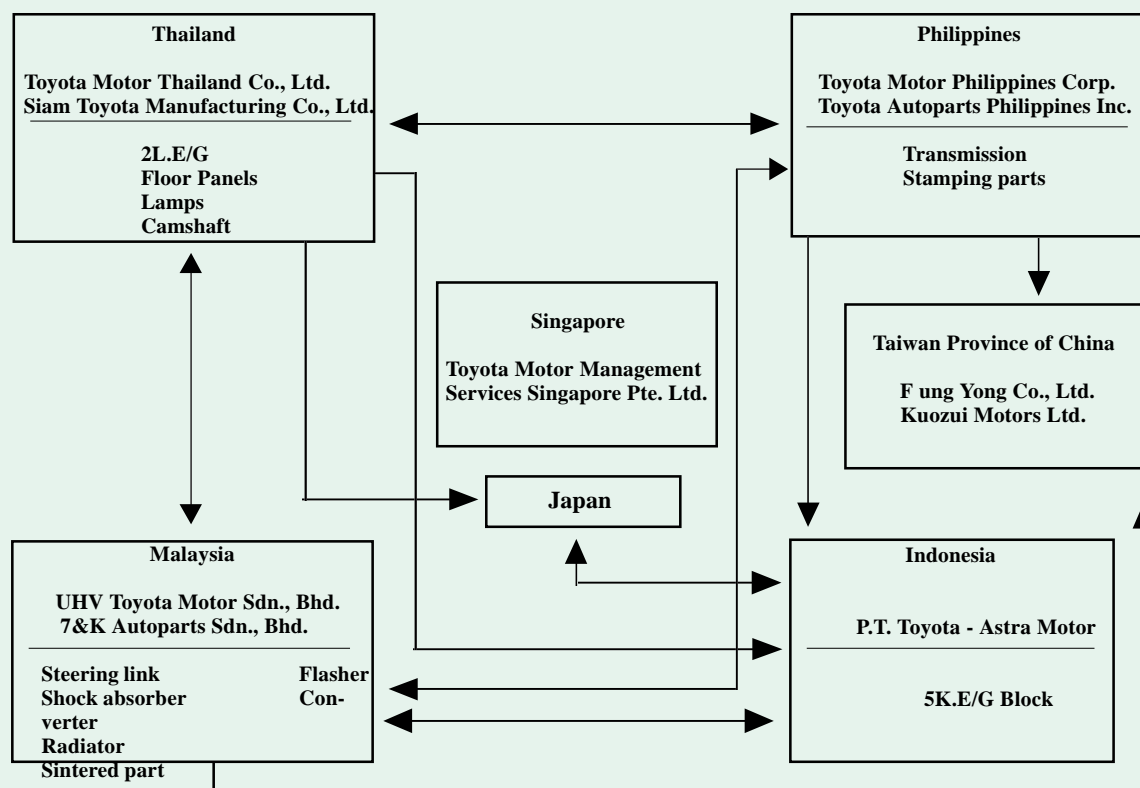 Thailand
Toyota Motor Thailand Co., Ltd.
Siam Toyota Manufacturing Co., Ltd.
2L.E/G
Floor Panels
Lamps
Camshaft
Philippines
Toyota Motor Philippines Corp.
Toyota Autoparts Philippines Inc.
Transmission
Stamping parts
Singapore
Toyota Motor Management
Services Singapore Pte. Ltd.
Taiwan Province of China
F ung Yong Co., Ltd.
Kuozui Motors Ltd.
Japan
Malaysia
UHV Toyota Motor Sdn., Bhd.
7&K Autoparts Sdn., Bhd.
Steering link Flasher
Shock absorber Con-
verter
Radiator
Sintered part
Indonesia
P.T. Toyota - Astra Motor
5K.E/G Block